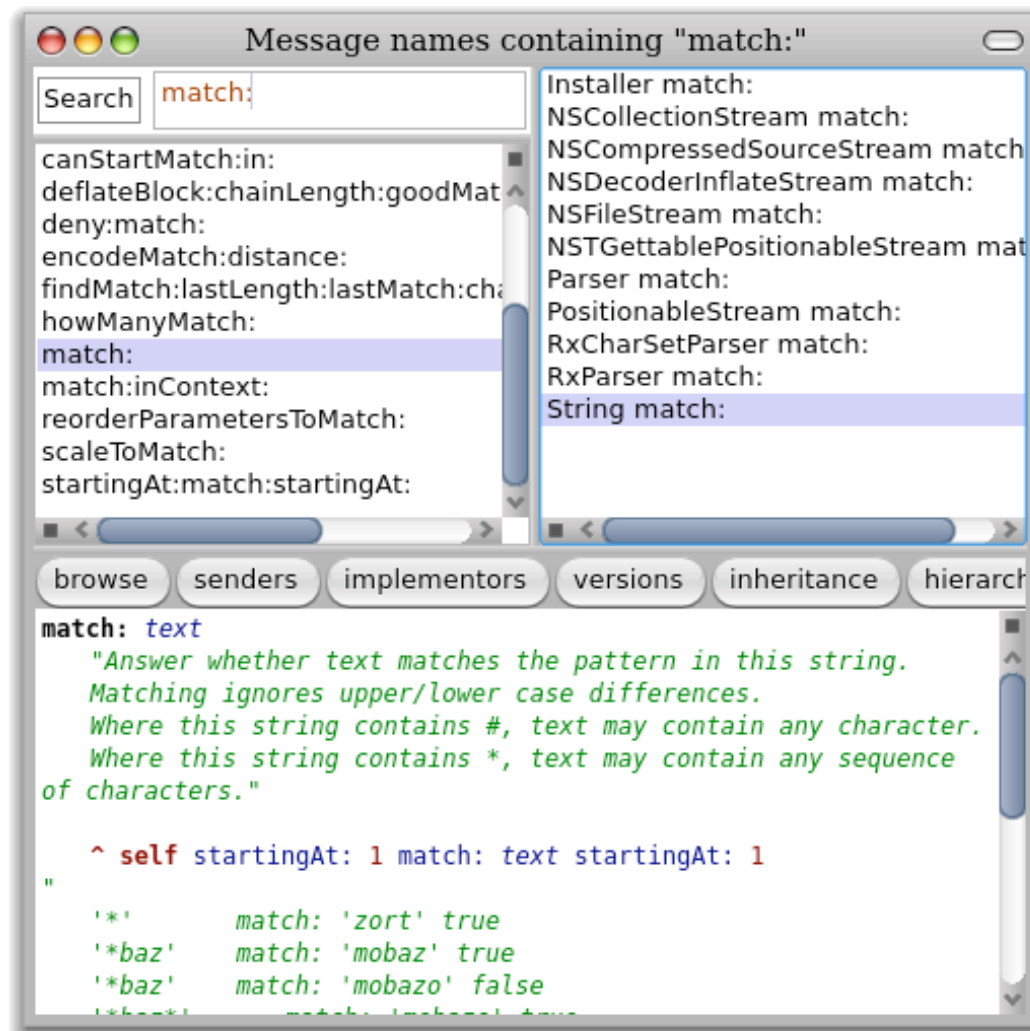 Message names containing "match:"
Search
match:
canStartMatch:in:
deflateBlock:chainLength:goodMat
deny:match:
encodeMatch:distance:
findMatch:lastLength:lastMatch:cha
howManyMatch:
match:
match:inContext:
reorderParametersToMatch:
scaleToMatch:
startingAt:match:startingAt:
Installer match:
NSCollectionStream match:
NSCompressedSourceStream match
NSDecoderInflateStream match:
NSFileStream match:
NSTGettablePositionableStream mat
Parser match:
PositionableStream match:
RxCharSetParser match:
RxParser match:
String match:
browse senders implementors versions inheritance hierarch
match: text
"Answer whether text matches the pattern in this string.
Matching ignores upper/lower case differences.
Where this string contains #, text may contain any character.
Where this string contains *, text may contain any sequence
of characters."
^ self startingAt: 1 match: text startingAt: 1
"
'*' match: 'zort' true
'*baz' match: 'mobaz' true
'*baz' match: 'mobazo' false
'*baz*' match: 'mobazo' true